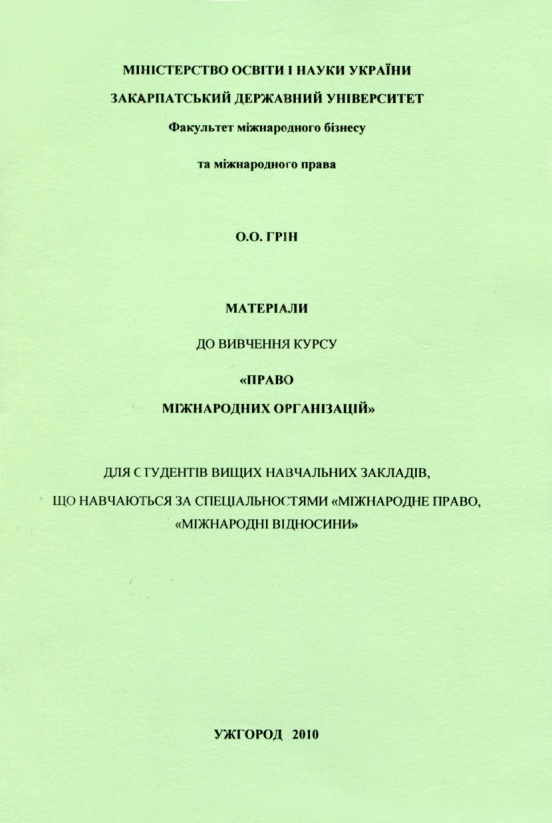 МІНІСТЕРСТВО ОСВІТИ І НАУКИ УКРАЇНИ
ЗАКАРПАТСЬКИЙ ДЕРЖАВНИЙ УНІВЕРСИТЕТ
Факультет міжнародного бізнесу
та міжнародного права
О.О. ГРІН
МАТЕРІАЛИ
ДО ВИВЧЕННЯ КУРСУ
«ПРАВО
МІЖНАРОДНИХ ОРГАНІЗАЦІЙ»
ДЛЯ СТУДЕНТІВ ВИЩИХ НАВЧАЛЬНИХ ЗАКЛАДІВ,
ЩО НАВЧАЮТЬСЯ ЗА СПЕЦІАЛЬНОСТЯМИ «МІЖНАРОДНЕ ПРАВО,
«МІЖНАРОДНІ ВІДНОСИНИ»
УЖГОРОД 2010